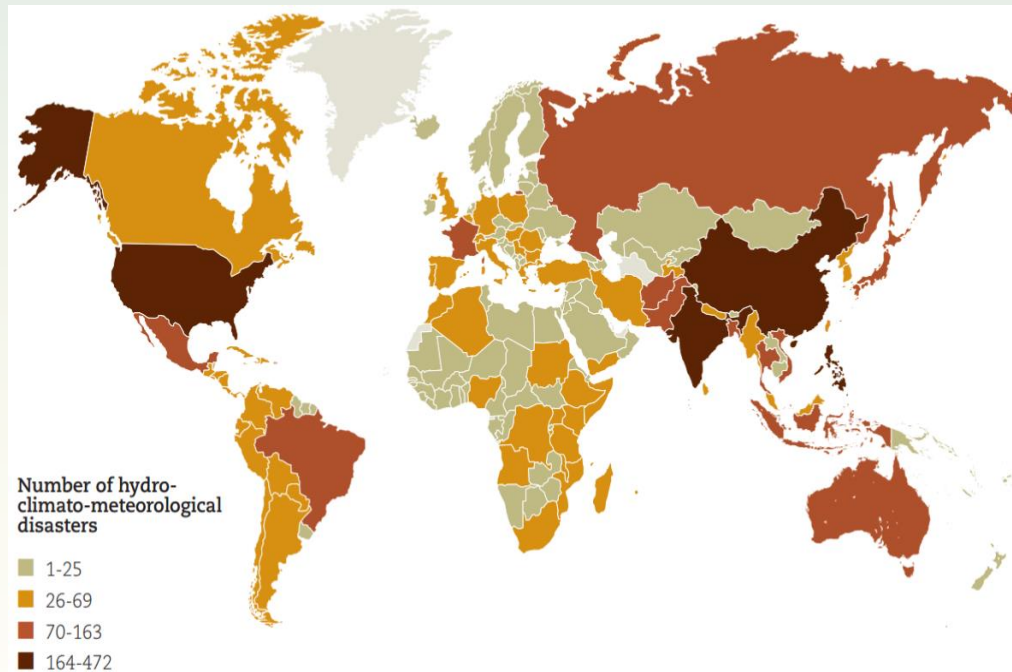 Number of hydro-
climato-meteorological
disasters
1-25
26-69
70-163
164-472